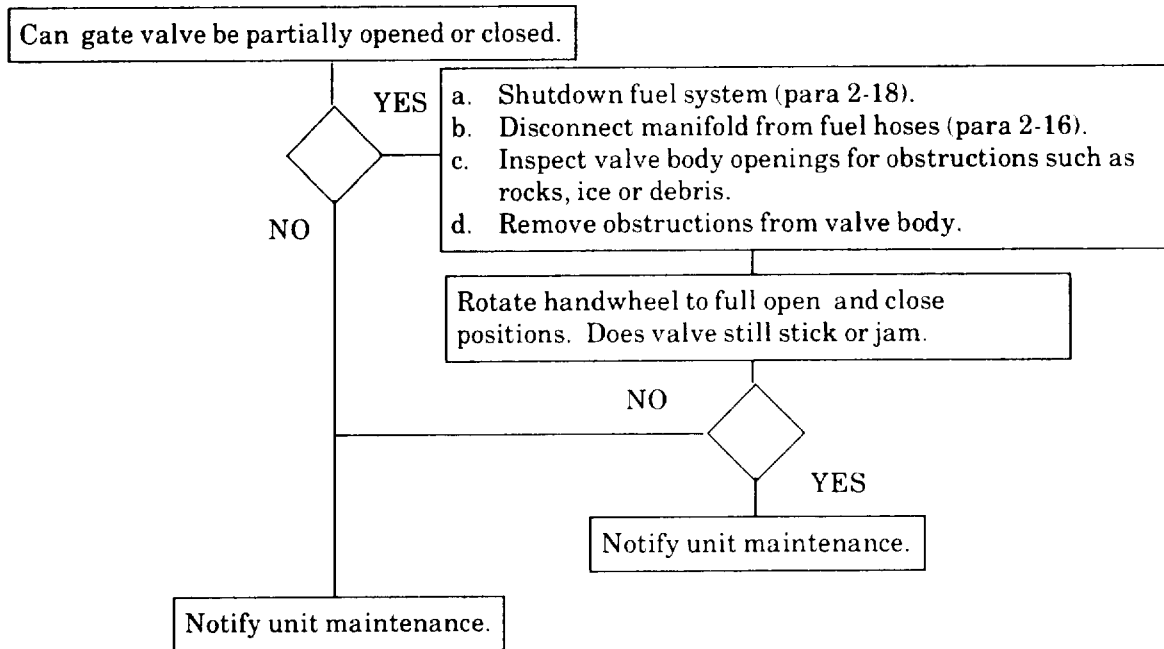 Can gate valve be partially opened or closed.
YES
a. Shutdown fuel system (para 2-18).
b. Disconnect manifold from fuel hoses (para 2-16).
c. Inspect valve body openings for obstructions such as
rocks, ice or debris.
d. Remove obstructions from valve body.
NO
Rotate handwheel to full open and close
positions. Does valve still stick or jam.
NO
YES
Notify unit maintenance.
Notify unit maintenance.